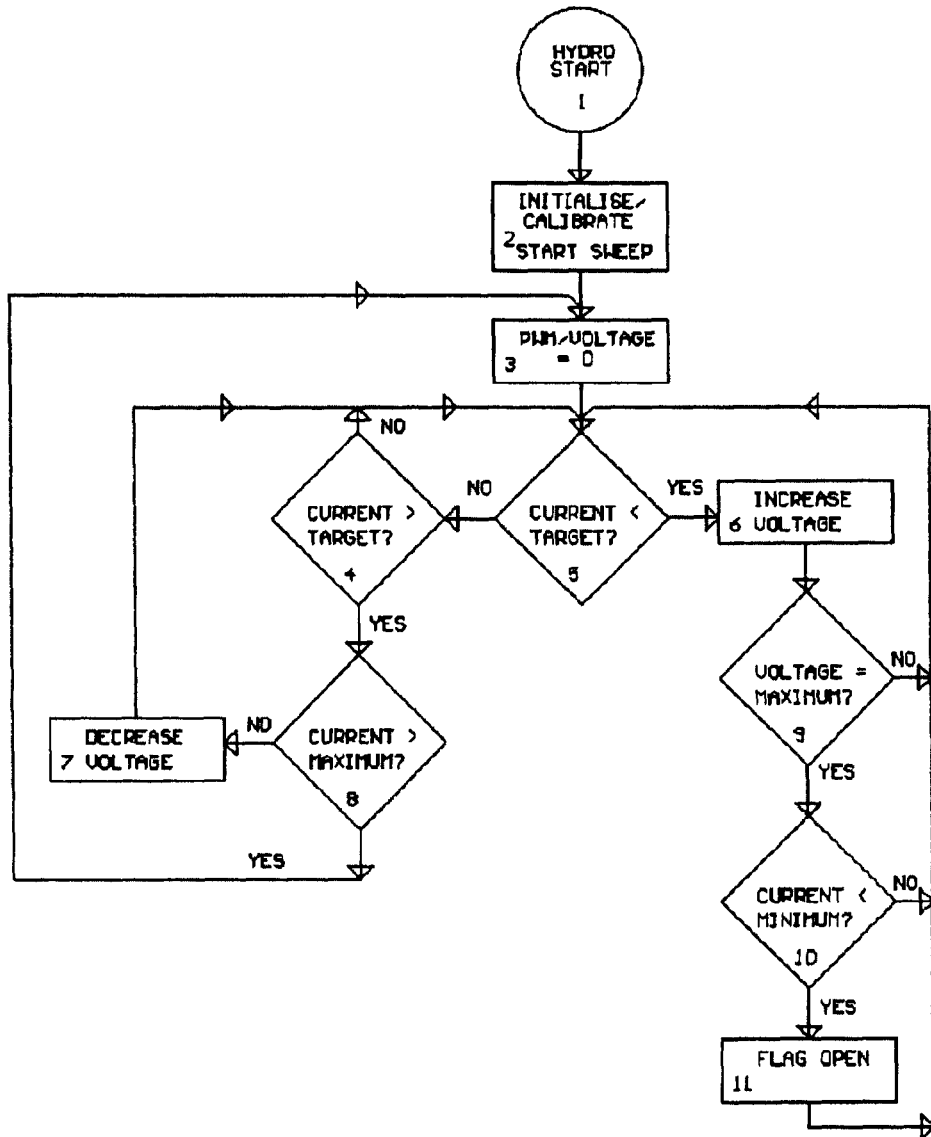 HYDRO
START
1
INITIALISE/
CALIBRATE
2 START SWEEP
PWM/VOLTAGE
3 = 0
NO
NO
YES
CURRENT >
TARGET?
4
CURRENT <
TARGET?
5
INCREASE
6 VOLTAGE
YES
VOLTAGE =
MAXIMUM?
9
NO
DECREASE
7 VOLTAGE
NO
CURRENT >
MAXIMUM?
8
YES
YES
CURRENT <
MINIMUM?
10
NO
YES
FLAG OPEN
11